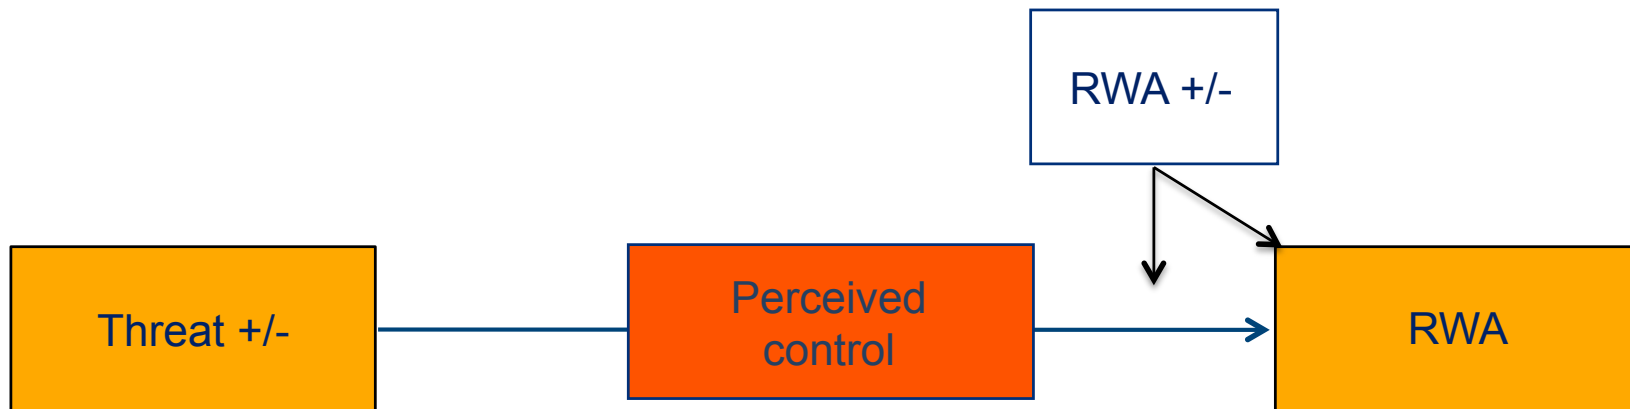 RWA +/-
Threat +/-
Perceived
control
RWA